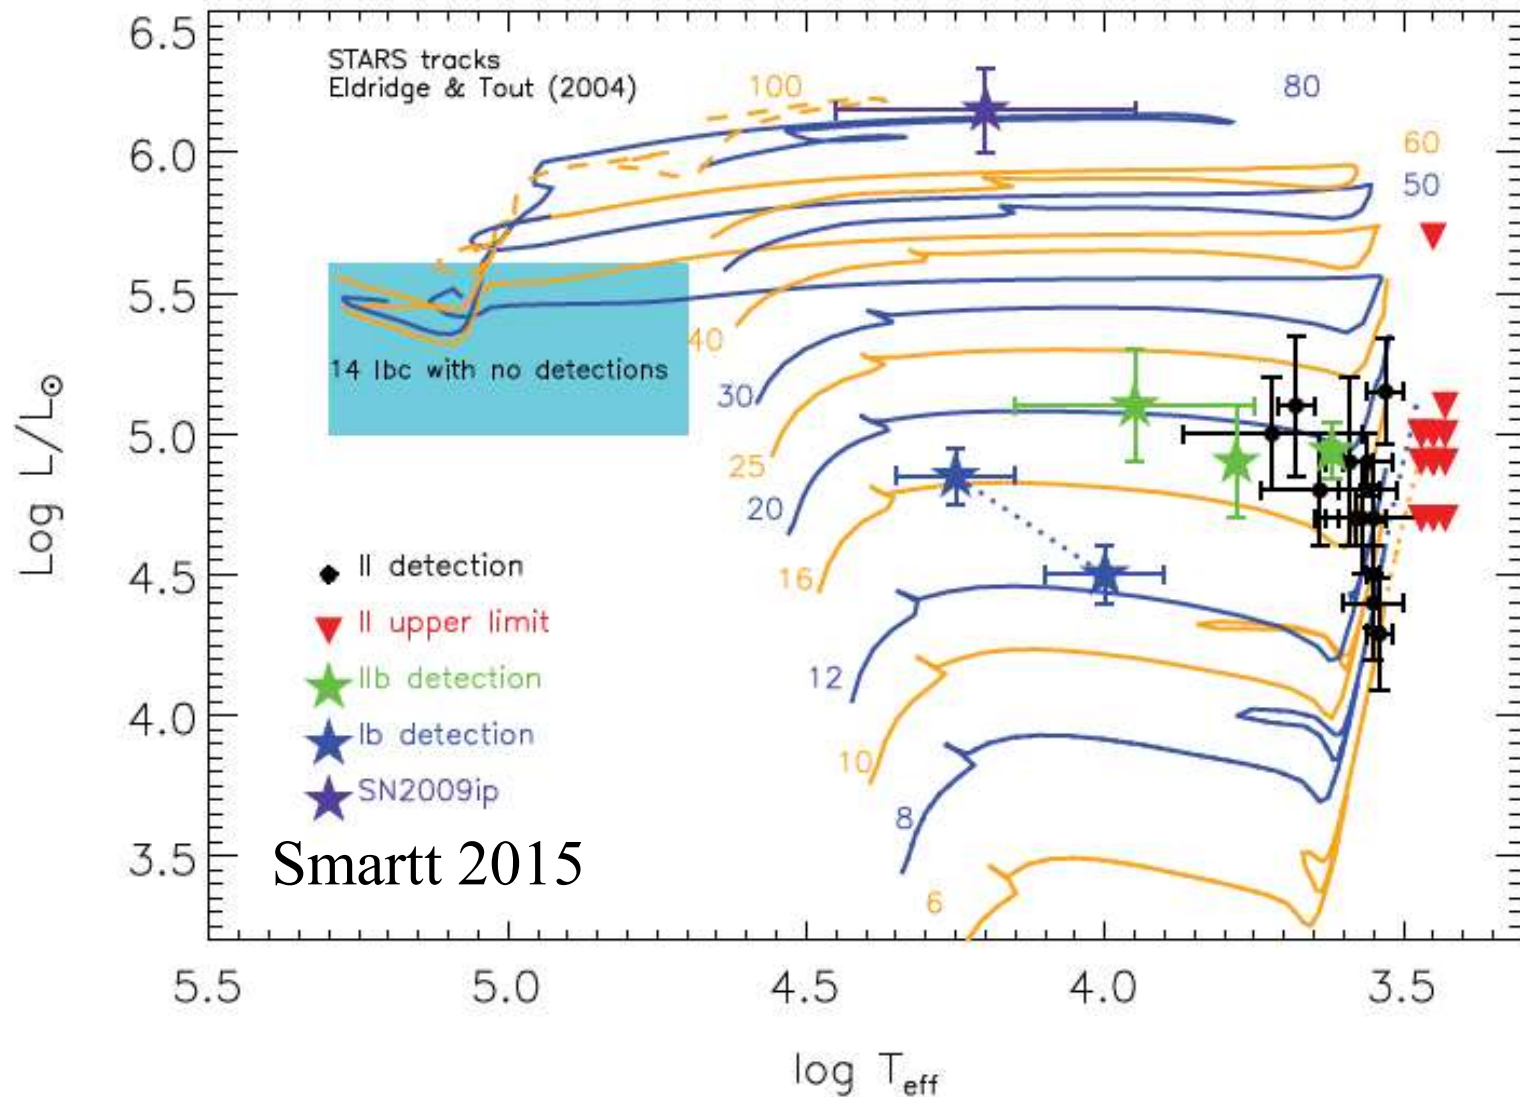 STARS tracks
Eldridge & Tout (2004)
100
80
60
50
40
30
25
20
16
12
10
8
6
14 Ibc with no detections
II detection
II upper limit
IIb detection
Ib detection
SN2009ip
Smartt 2015
6.5
6.0
5.5
5.0
4.5
4.0
3.5
Log L/L☉
5.5 5.0 4.5 4.0 3.5
log Teff